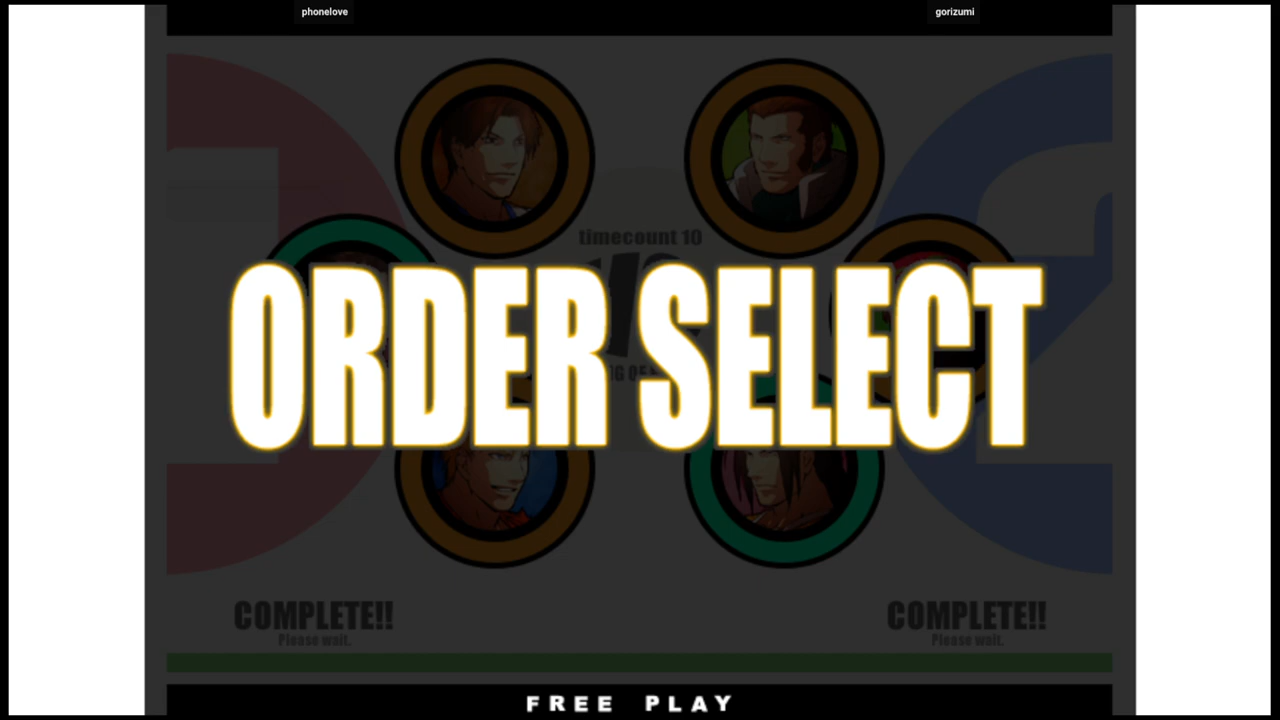 phonelove
gorizumi
timecount 10
ORDER SELECT
COMPLETE!!
Please wait.
COMPLETE!!
Please wait.
FREE PLAY